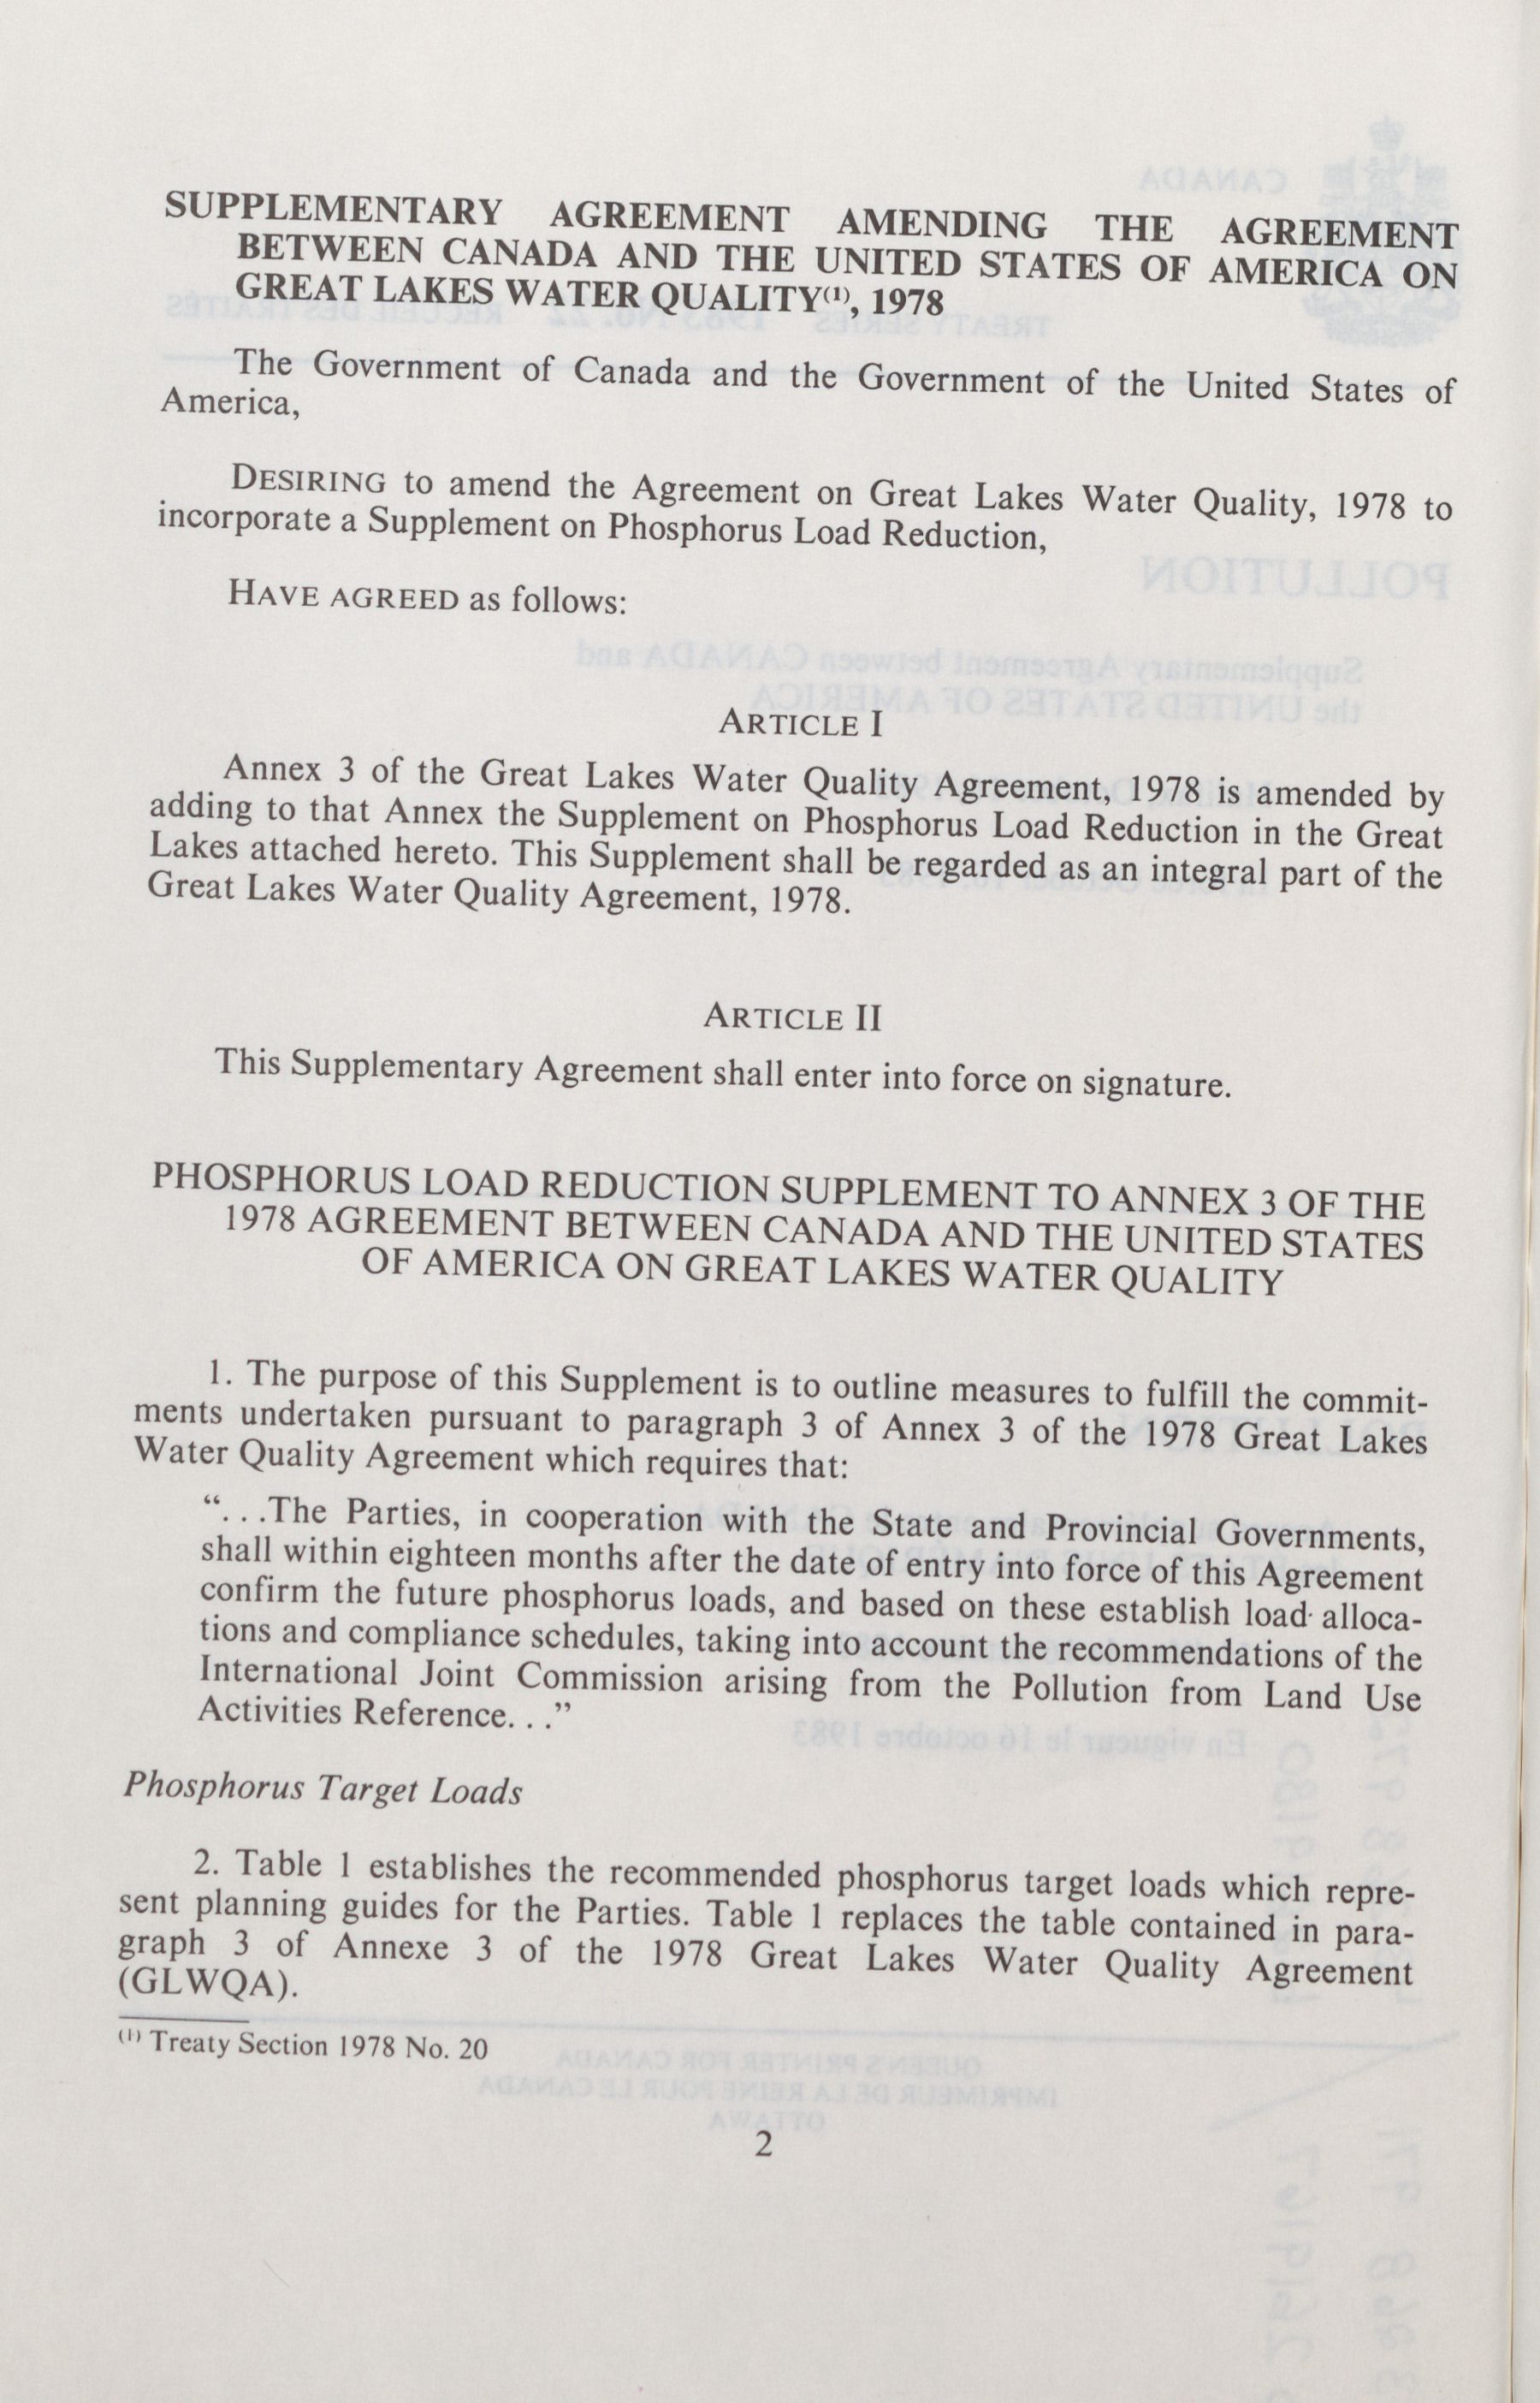 SUPPLEMENTARY AGREEMENT AMENDING THE AGREEMENT
BETWEEN CANADA AND THE UNITED STATES OF AMERICA ON
GREAT LAKES WATER QUALITY⁽¹⁾, 1978
The Government of Canada and the Government of the United States of
America,
DESIRING to amend the Agreement on Great Lakes Water Quality, 1978 to
incorporate a Supplement on Phosphorus Load Reduction,
HAVE AGREED as follows:
ARTICLE I
Annex 3 of the Great Lakes Water Quality Agreement, 1978 is amended by
adding to that Annex the Supplement on Phosphorus Load Reduction in the Great
Lakes attached hereto. This Supplement shall be regarded as an integral part of the
Great Lakes Water Quality Agreement, 1978.
ARTICLE II
This Supplementary Agreement shall enter into force on signature.
PHOSPHORUS LOAD REDUCTION SUPPLEMENT TO ANNEX 3 OF THE
1978 AGREEMENT BETWEEN CANADA AND THE UNITED STATES
OF AMERICA ON GREAT LAKES WATER QUALITY
1. The purpose of this Supplement is to outline measures to fulfill the commit-
ments undertaken pursuant to paragraph 3 of Annex 3 of the 1978 Great Lakes
Water Quality Agreement which requires that:
“. . .The Parties, in cooperation with the State and Provincial Governments,
shall within eighteen months after the date of entry into force of this Agreement
confirm the future phosphorus loads, and based on these establish load alloca-
tions and compliance schedules, taking into account the recommendations of the
International Joint Commission arising from the Pollution from Land Use
Activities Reference. . .”
Phosphorus Target Loads
2. Table 1 establishes the recommended phosphorus target loads which repre-
sent planning guides for the Parties. Table 1 replaces the table contained in para-
graph 3 of Annexe 3 of the 1978 Great Lakes Water Quality Agreement
(GLWQA).
⁽¹⁾ Treaty Section 1978 No. 20
2